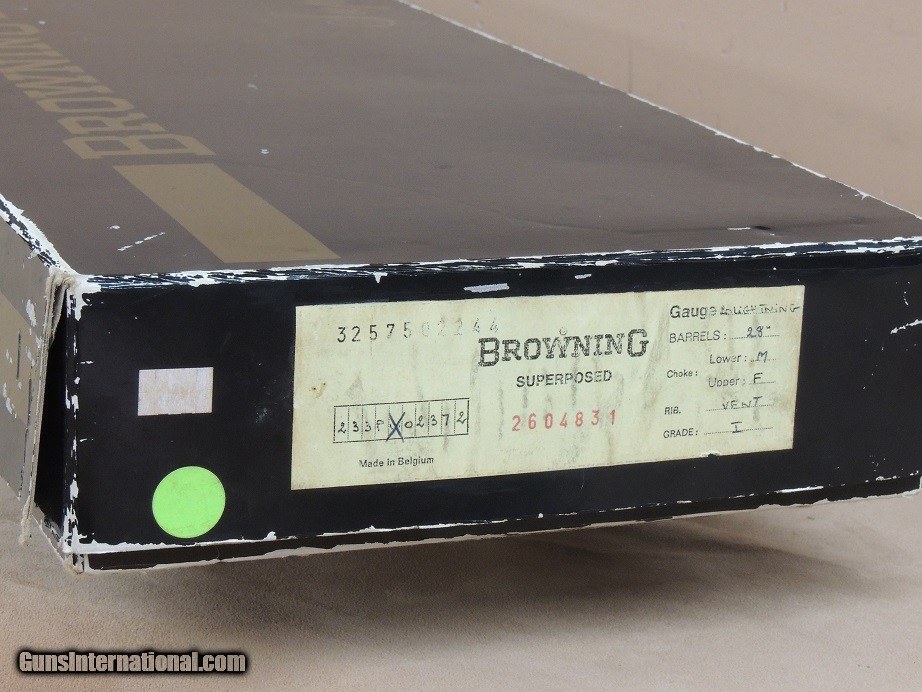 BROWNING
BROWNING
3257502244
BROWNING
SUPERPOSED
2604831
Made in Belgium
Gauge LIGHTNING
BARRELS: 28"
Choke: Lower: M
Upper: F
RIB. VENT
GRADE: I
GunsInternational.com